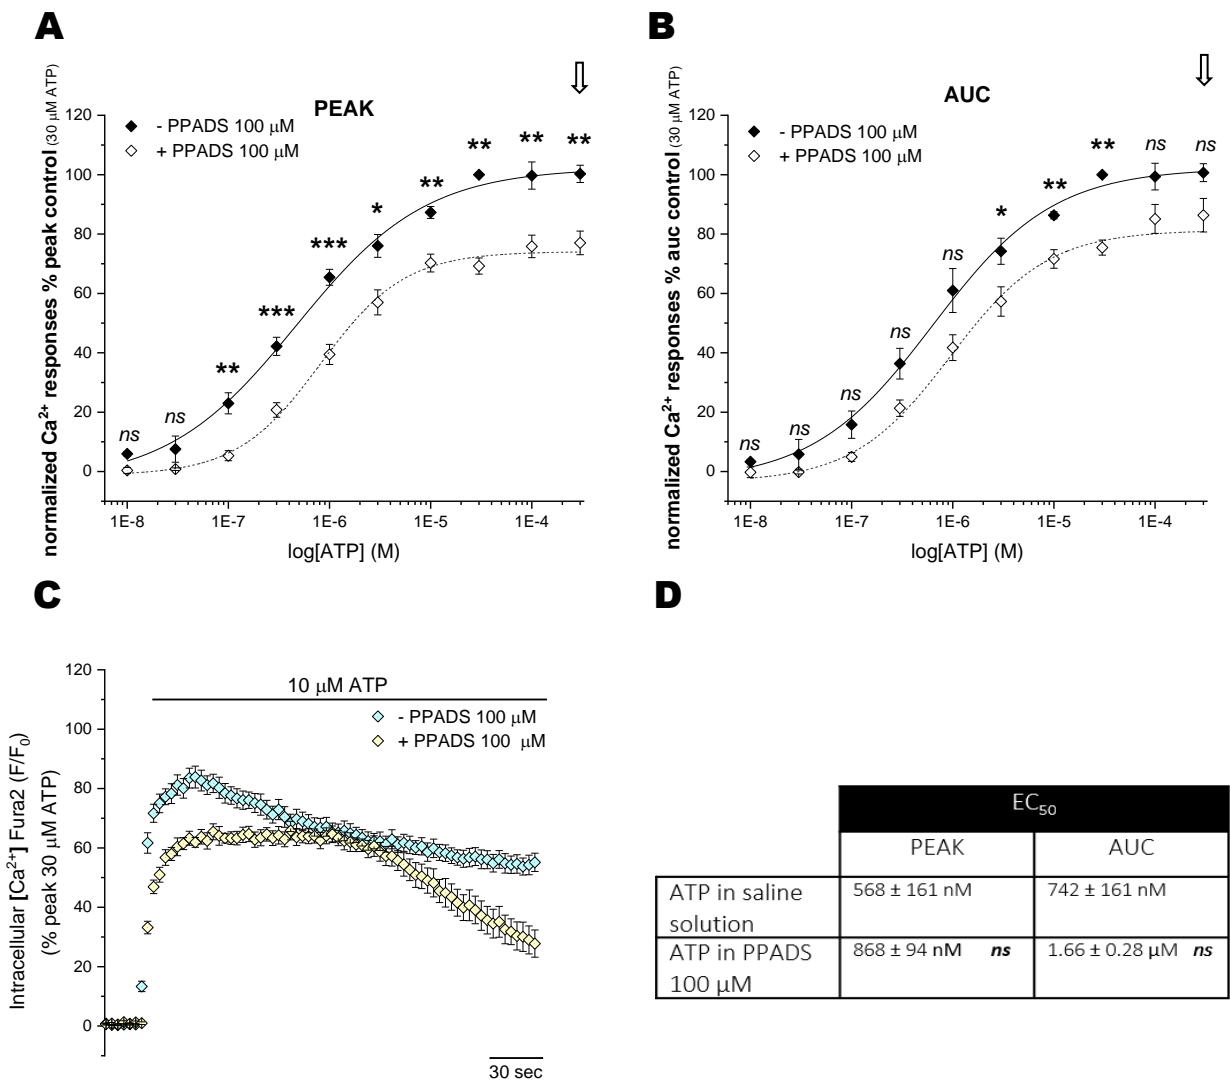 A
PEAK
normalized Ca²⁺ responses % peak control (30 μM ATP)
- PPADS 100 μM
+ PPADS 100 μM
120
100
80
60
40
20
0
ns
ns
**
***
***
*
**
**
**
**
1E-8
1E-7
1E-6
1E-5
1E-4
log[ATP] (M)
B
AUC
normalized Ca²⁺ responses % auc control (30 μM ATP)
- PPADS 100 μM
+ PPADS 100 μM
120
100
80
60
40
20
0
ns
ns
ns
ns
ns
*
**
**
ns
ns
1E-8
1E-7
1E-6
1E-5
1E-4
log[ATP] (M)
C
Intracellular [Ca²⁺] Fura2 (F/F₀)
(% peak 30 μM ATP)
10 μM ATP
- PPADS 100 μM
+ PPADS 100 μM
120
100
80
60
40
20
0
30 sec
D
EC₅₀
PEAK AUC
ATP in saline
solution
568 ± 161 nM 742 ± 161 nM
ATP in PPADS
100 μM
868 ± 94 nM ns 1.66 ± 0.28 μM ns